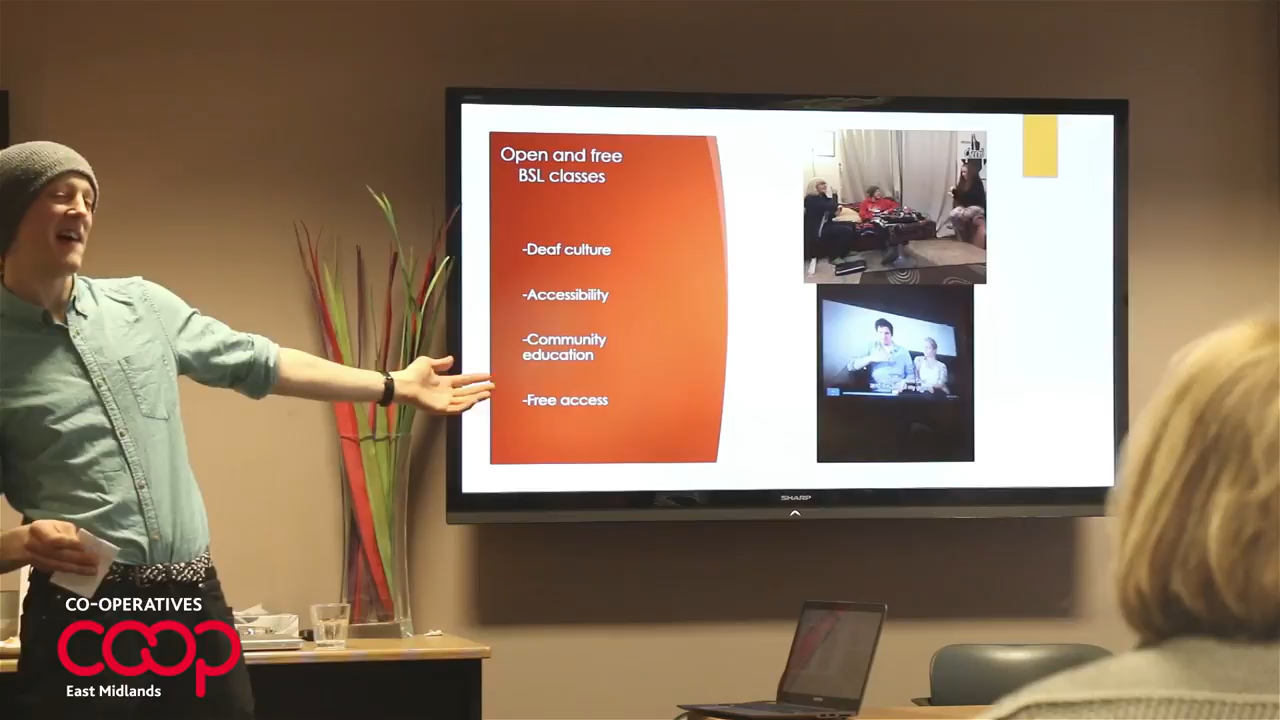 Open and free
BSL classes
-Deaf culture
-Accessibility
-Community
education
-Free access
SHARP
CO-OPERATIVES
coop
East Midlands